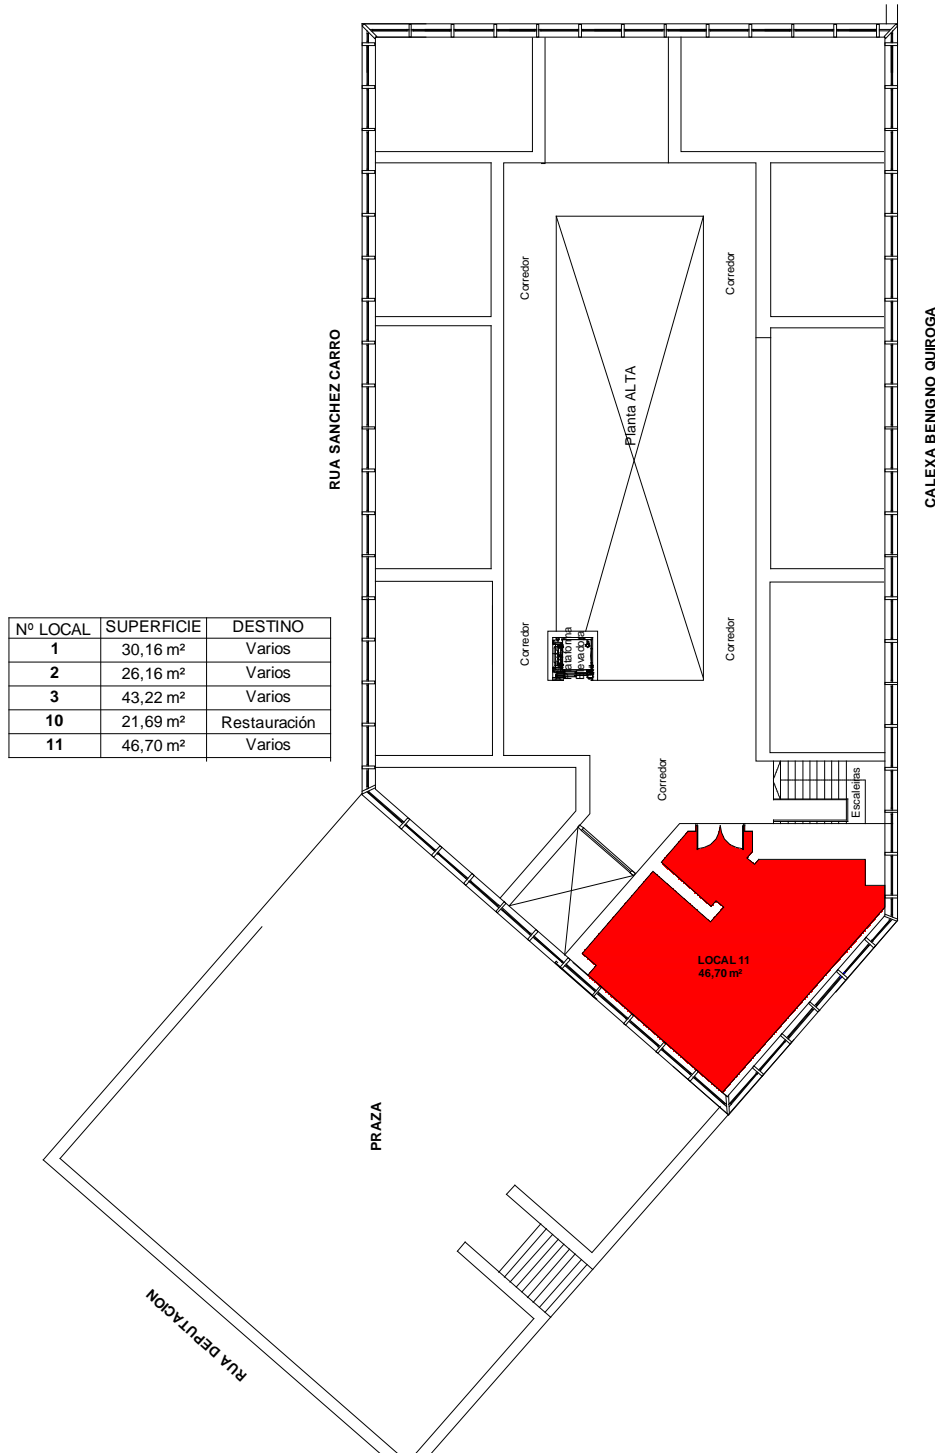 Corredor
Corredor
RUA SANCHEZ CARRO
CALEXA BENIGNO QUIROGA
Planta ALTA
Nº LOCAL SUPERFICIE DESTINO
1 30,16 m² Varios
2 26,16 m² Varios
3 43,22 m² Varios
10 21,69 m² Restauración
11 46,70 m² Varios
Corredor
Plataforma
Elevadora
Corredor
Corredor
Escaleiras
LOCAL 11
46,70 m²
PRAZA
RUA DEPUTACION